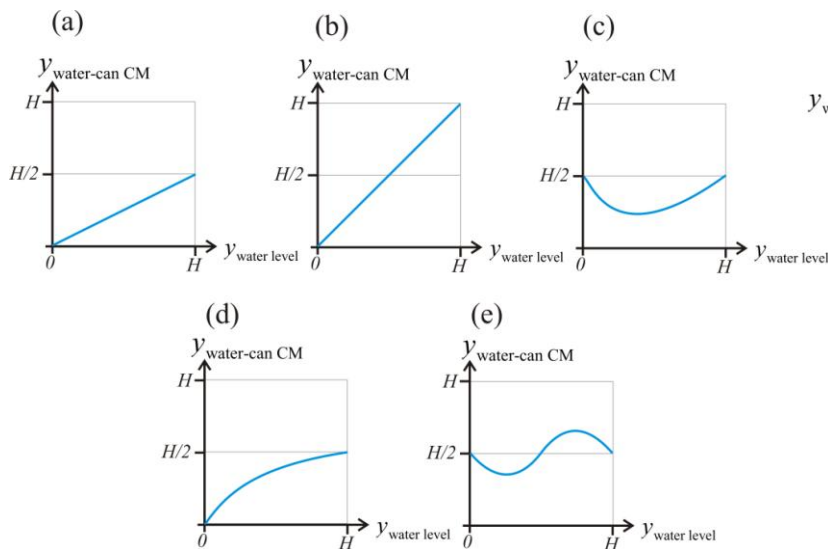 (a)
y water-can CM
H
H/2
0
H
y water level
(b)
y water-can CM
H
H/2
0
H
y water level
(c)
y water-can CM
H
H/2
0
H
y water level
y w
(d)
y water-can CM
H
H/2
0
H
y water level
(e)
y water-can CM
H
H/2
0
H
y water level